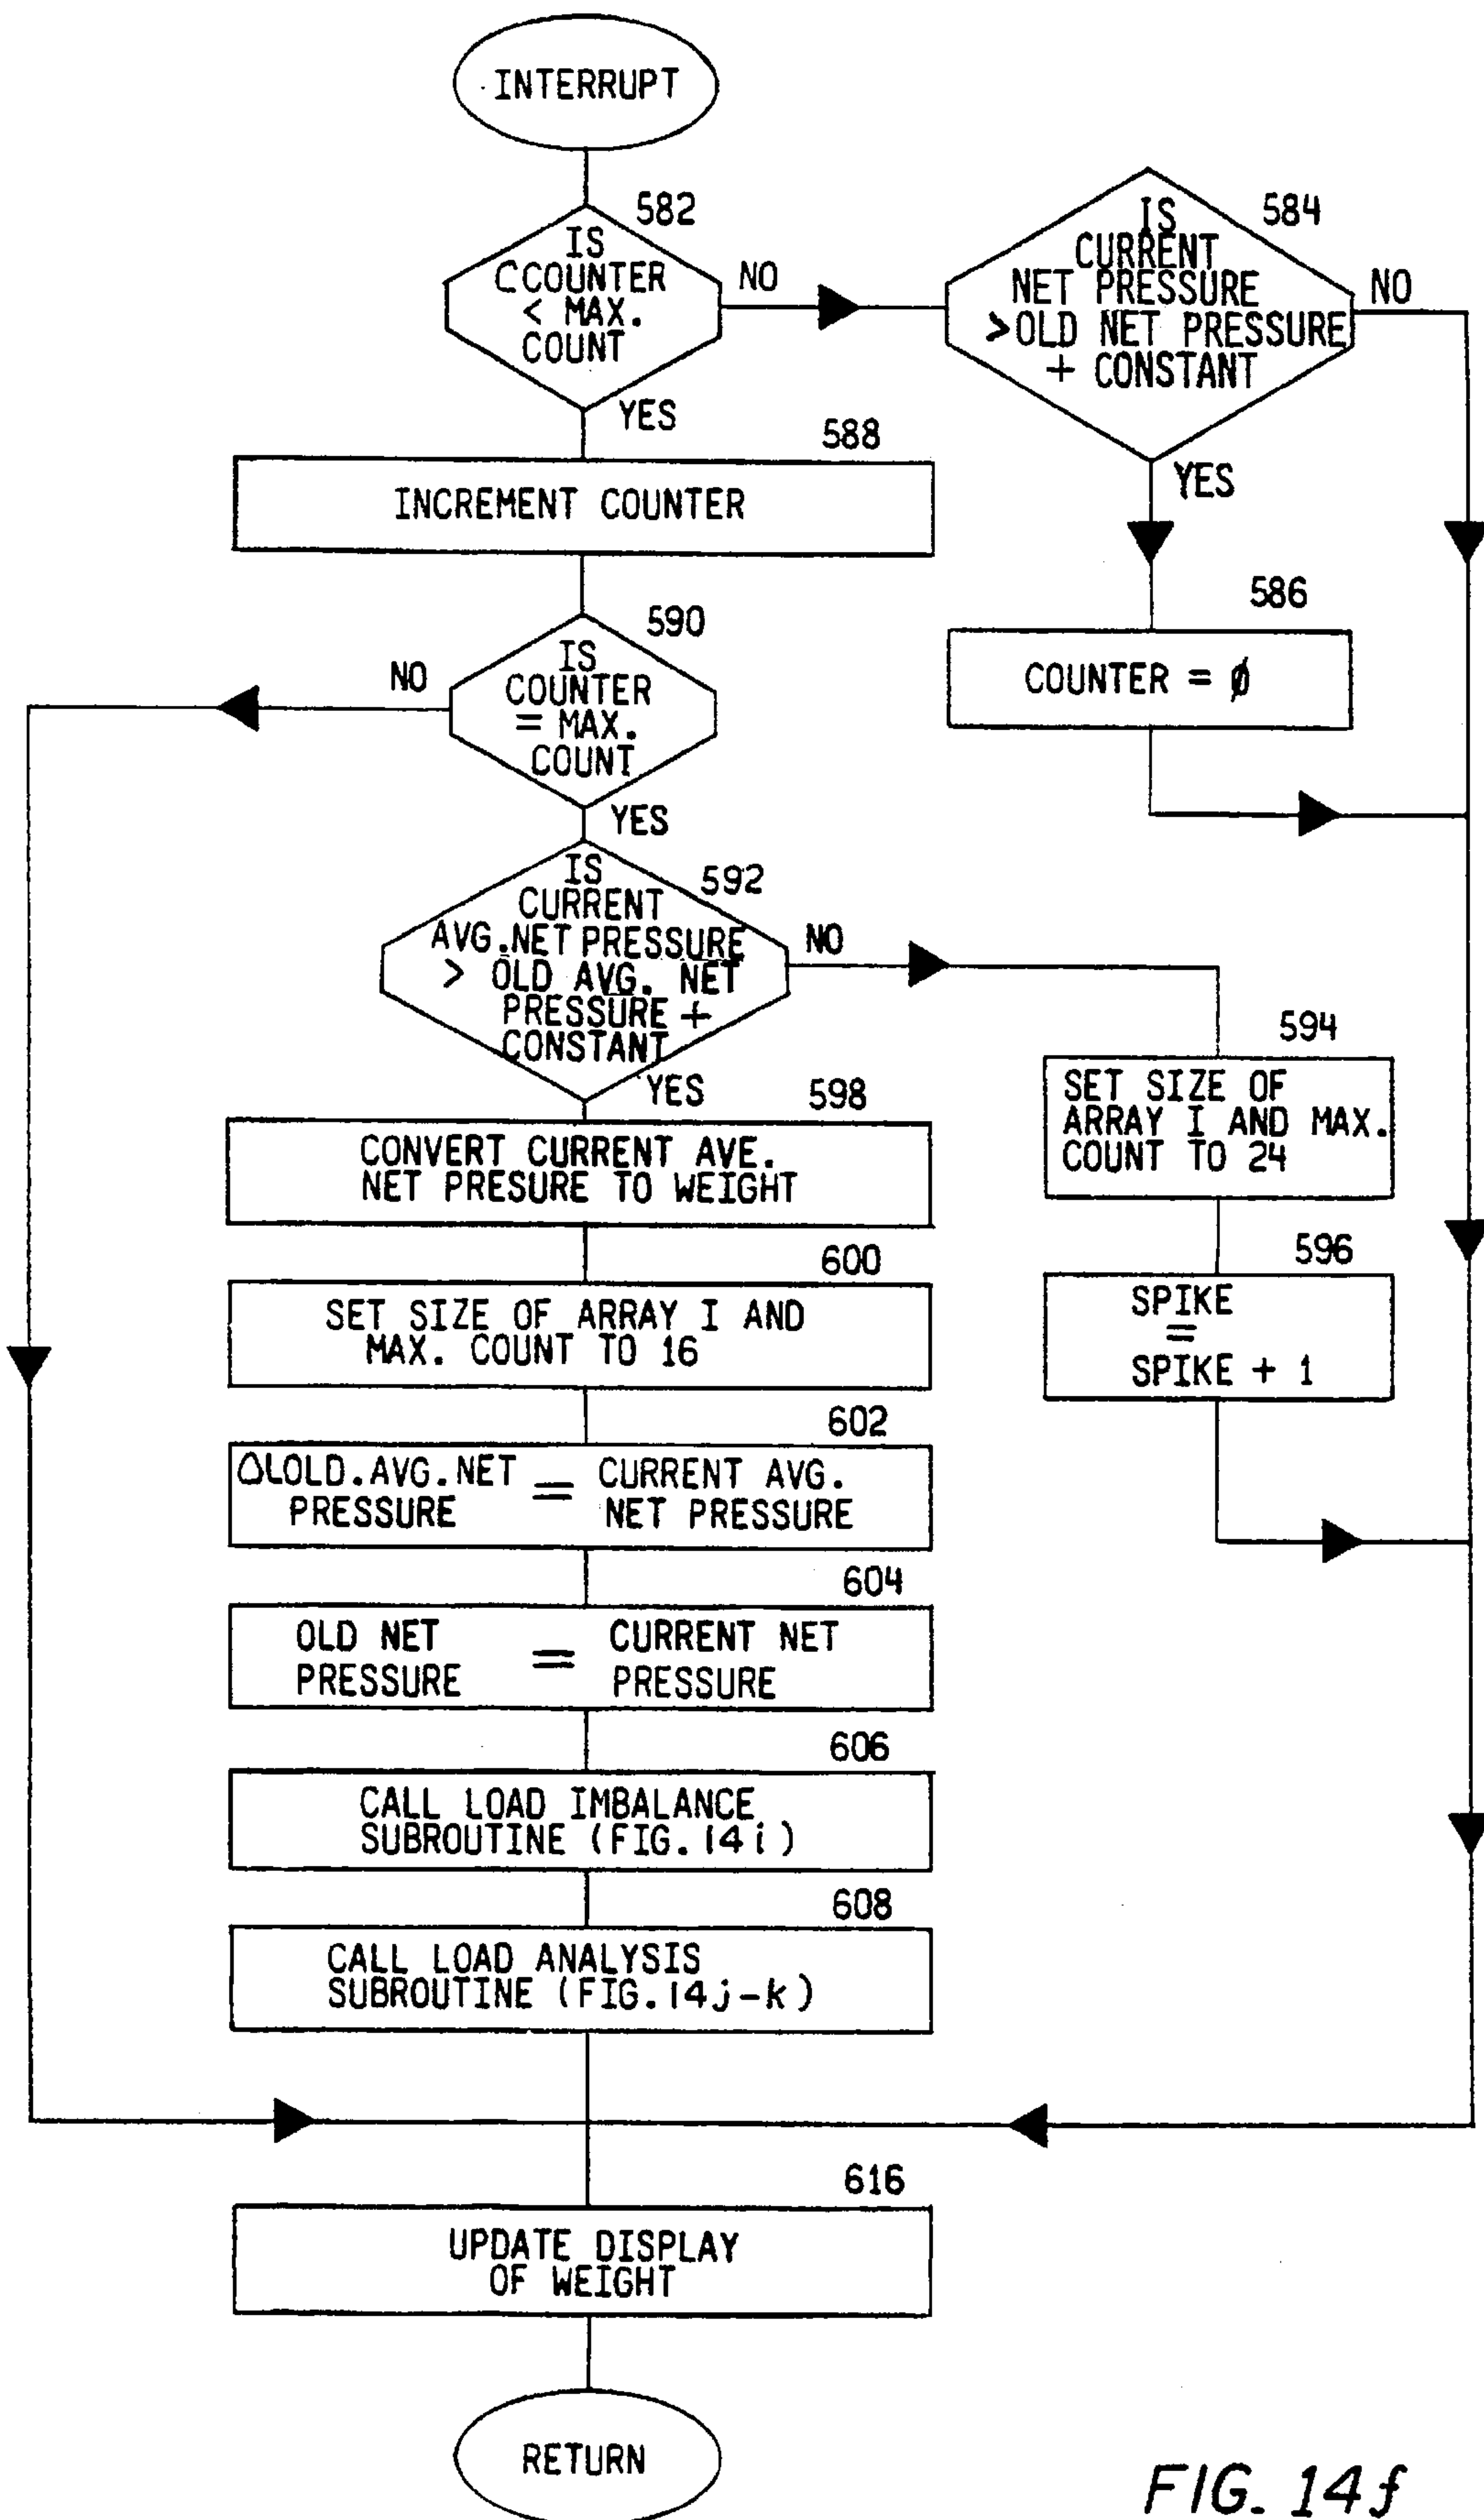 INTERRUPT
582
IS
CCOUNTER
< MAX.
COUNT
NO
YES
584
IS
CURRENT
NET PRESSURE
>OLD NET PRESSURE
+ CONSTANT
NO
YES
588
INCREMENT COUNTER
586
COUNTER = Ø
590
IS
COUNTER
= MAX.
COUNT
NO
YES
592
IS
CURRENT
AVG.NET PRESSURE
> OLD AVG. NET
PRESSURE +
CONSTANT
NO
YES
594
SET SIZE OF
ARRAY I AND MAX.
COUNT TO 24
596
SPIKE
=
SPIKE + 1
598
CONVERT CURRENT AVE.
NET PRESURE TO WEIGHT
600
SET SIZE OF ARRAY I AND
MAX. COUNT TO 16
602
OLOLD.AVG.NET = CURRENT AVG.
PRESSURE NET PRESSURE
604
OLD NET = CURRENT NET
PRESSURE PRESSURE
606
CALL LOAD IMBALANCE
SUBROUTINE (FIG.14i)
608
CALL LOAD ANALYSIS
SUBROUTINE (FIG.14j-k)
616
UPDATE DISPLAY
OF WEIGHT
RETURN
FIG. 14f